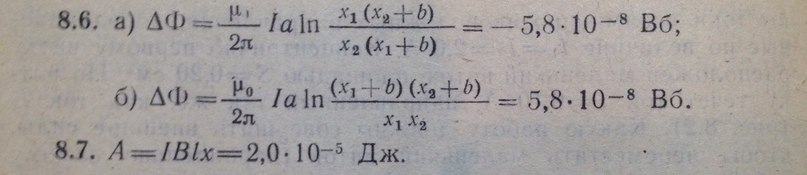 8.6. а) ΔΦ = μ₀/2π Ia ln x₁(x₂+b)/x₂(x₁+b) = −5,8·10⁻⁸ Вб;
б) ΔΦ = μ₀/2π Ia ln (x₁+b)(x₂+b)/x₁x₂ = 5,8·10⁻⁸ Вб.
8.7. A = IBlx = 2,0·10⁻⁵ Дж.